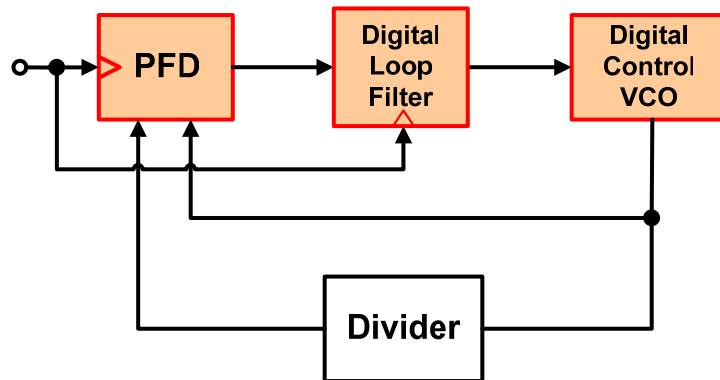 PFD
Digital
Loop
Filter
Digital
Control
VCO
Divider